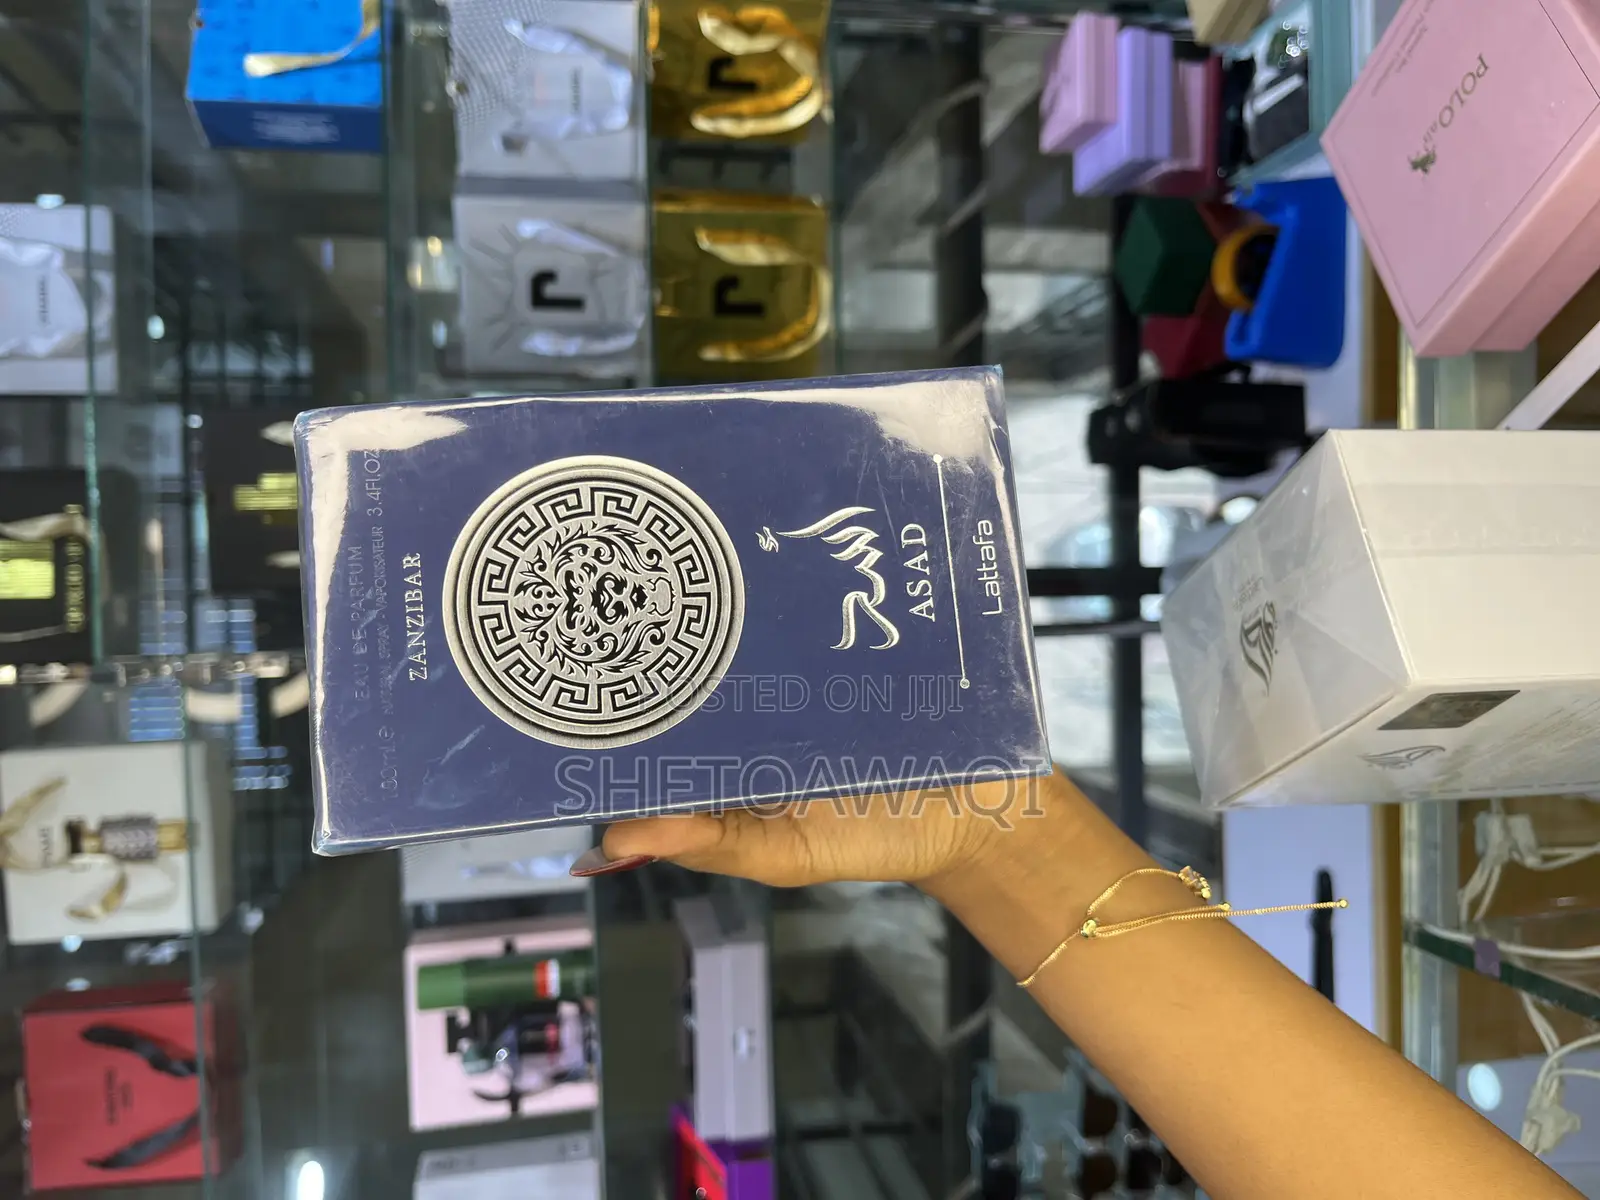 Lattafa
ASAD
أسد
ZANZIBAR
EAU DE PARFUM
100ml.e NATURAL SPRAY - VAPORISATEUR 3.4FL.OZ
POSTED ON JIJI
SHETOAWAQI
POLO
J
J
J